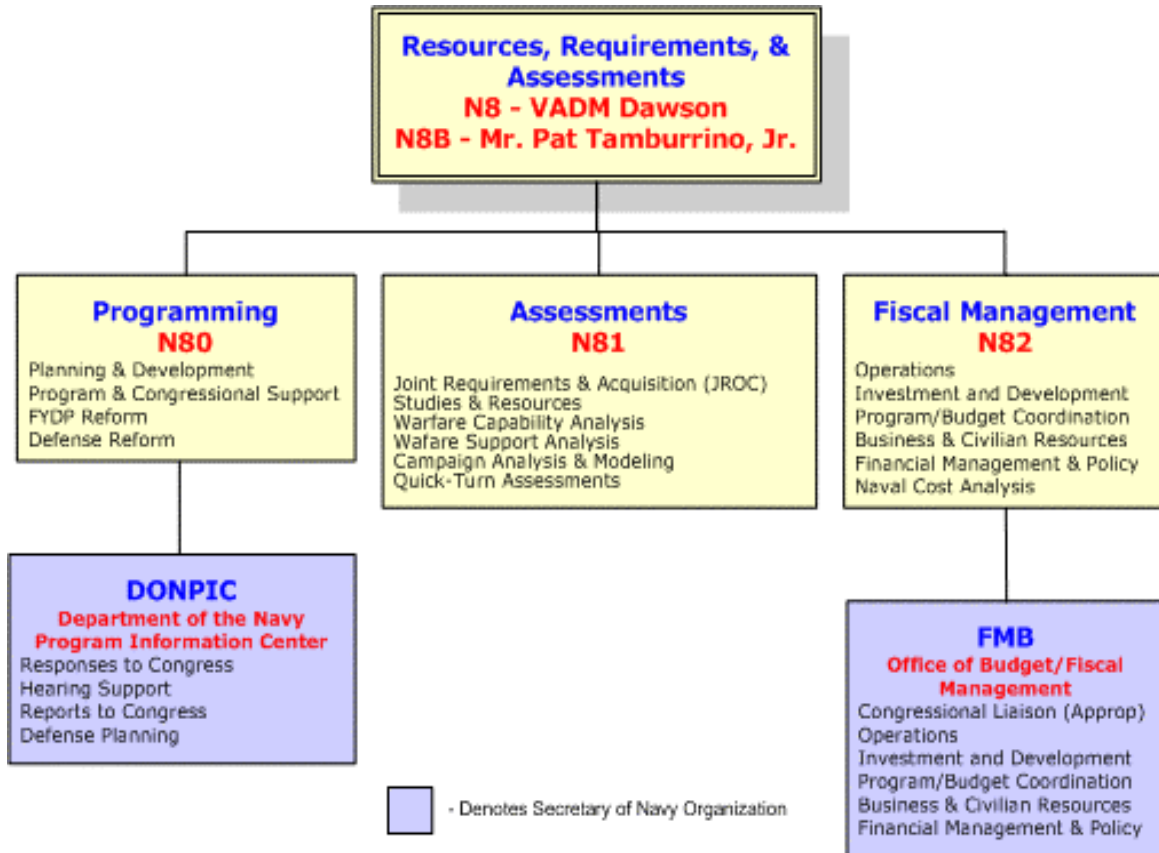 Resources, Requirements, &
Assessments
N8 - VADM Dawson
N8B - Mr. Pat Tamburrino, Jr.
Programming
N80
Planning & Development
Program & Congressional Support
FYDP Reform
Defense Reform
Assessments
N81
Joint Requirements & Acquisition (JROC)
Studies & Resources
Warfare Capability Analysis
Wafare Support Analysis
Campaign Analysis & Modeling
Quick-Turn Assessments
Fiscal Management
N82
Operations
Investment and Development
Program/Budget Coordination
Business & Civilian Resources
Financial Management & Policy
Naval Cost Analysis
DONPIC
Department of the Navy
Program Information Center
Responses to Congress
Hearing Support
Reports to Congress
Defense Planning
FMB
Office of Budget/Fiscal
Management
Congressional Liaison (Approp)
Operations
Investment and Development
Program/Budget Coordination
Business & Civilian Resources
Financial Management & Policy
- Denotes Secretary of Navy Organization